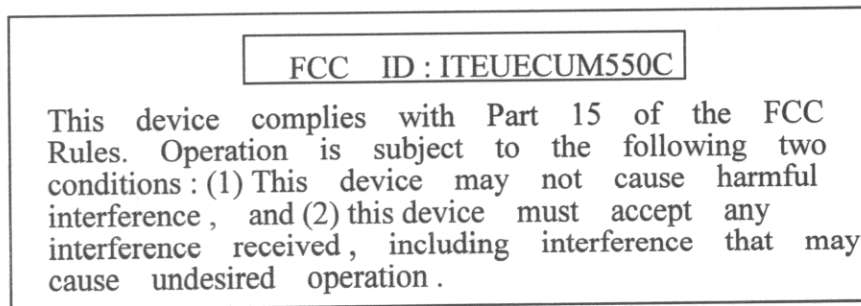 FCC ID : ITEUECUM550C
This device complies with Part 15 of the FCC
Rules. Operation is subject to the following two
conditions : (1) This device may not cause harmful
interference , and (2) this device must accept any
interference received , including interference that may
cause undesired operation .